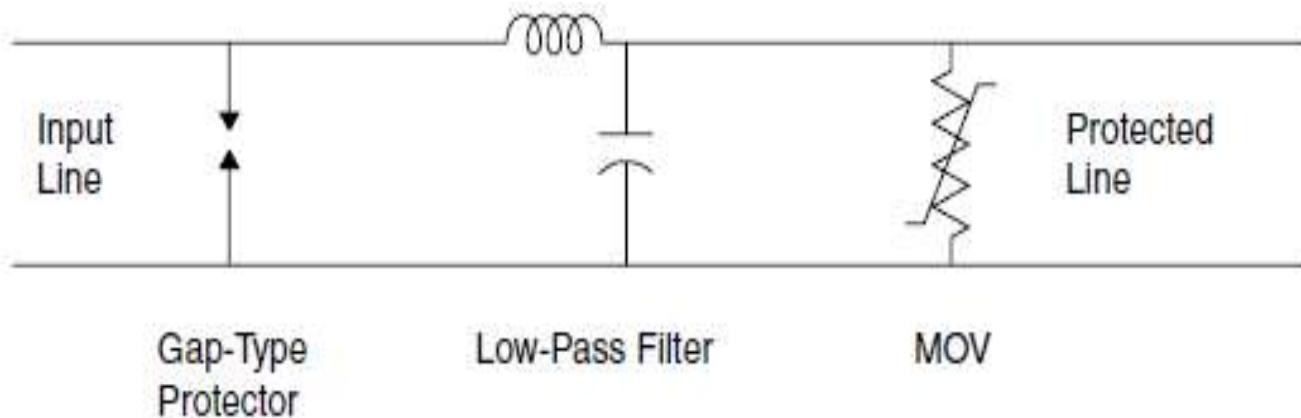 Input
Line
Protected
Line
Gap-Type
Protector
Low-Pass Filter
MOV